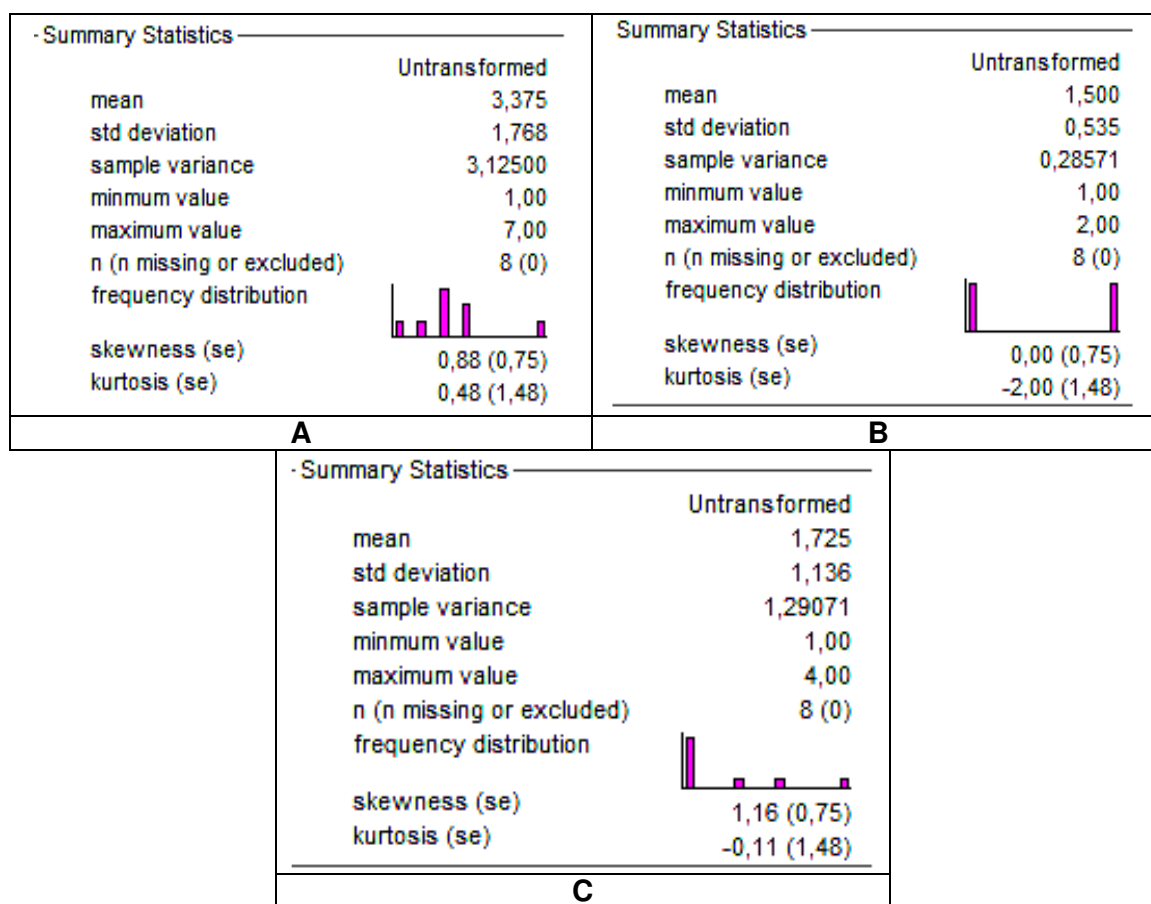 - Summary Statistics
Untransformed
mean 3,375
std deviation 1,768
sample variance 3,12500
minmum value 1,00
maximum value 7,00
n (n missing or excluded) 8 (0)
frequency distribution
skewness (se) 0,88 (0,75)
kurtosis (se) 0,48 (1,48)
A
Summary Statistics
Untransformed
mean 1,500
std deviation 0,535
sample variance 0,28571
minmum value 1,00
maximum value 2,00
n (n missing or excluded) 8 (0)
frequency distribution
skewness (se) 0,00 (0,75)
kurtosis (se) -2,00 (1,48)
B
- Summary Statistics
Untransformed
mean 1,725
std deviation 1,136
sample variance 1,29071
minmum value 1,00
maximum value 4,00
n (n missing or excluded) 8 (0)
frequency distribution
skewness (se) 1,16 (0,75)
kurtosis (se) -0,11 (1,48)
C